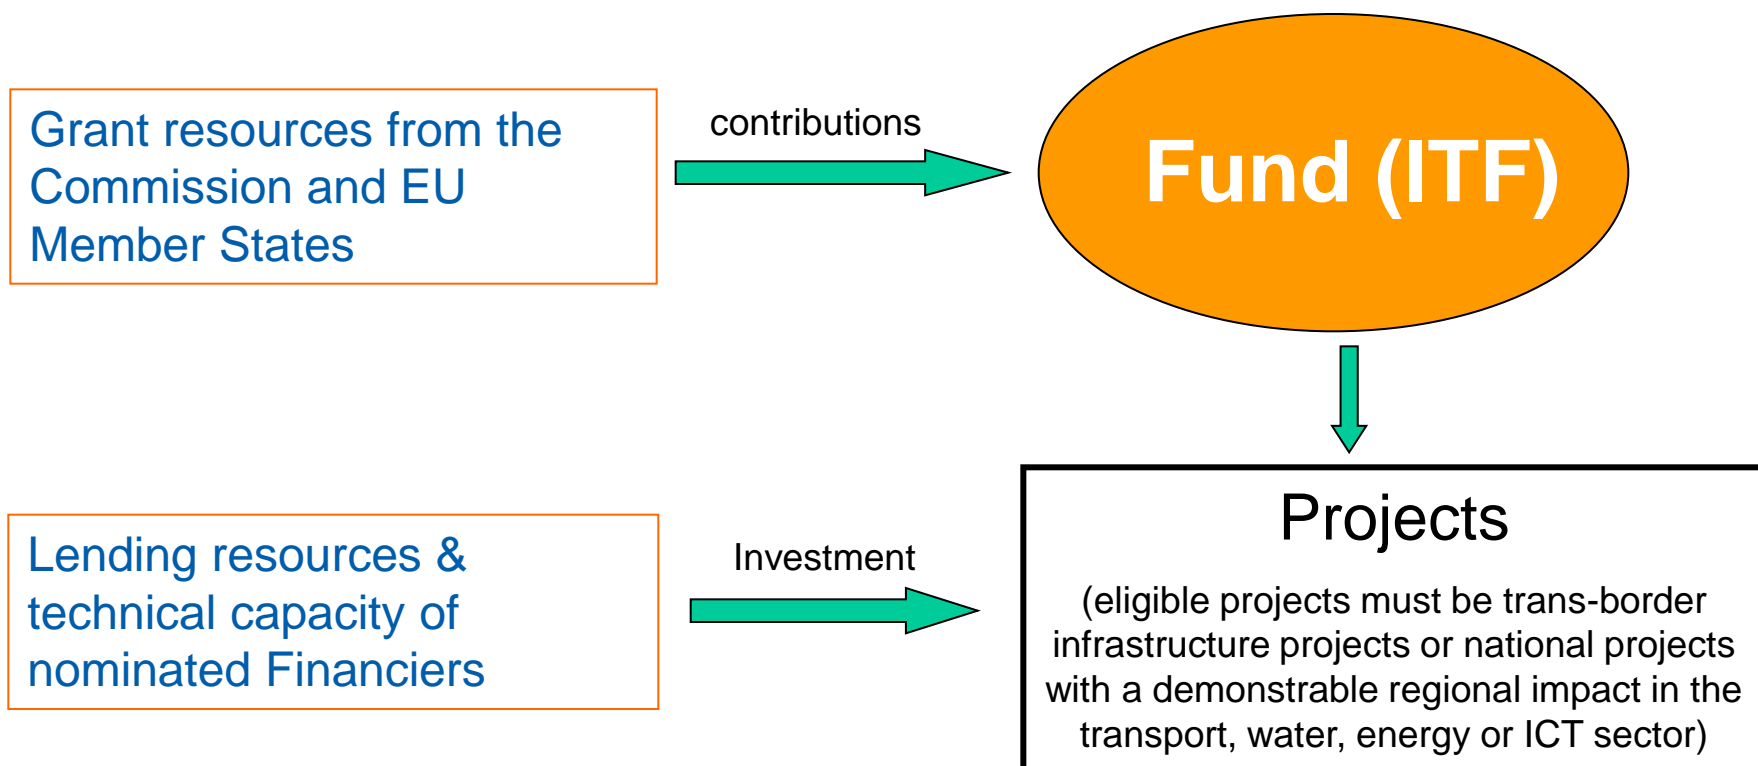 Grant resources from the
Commission and EU
Member States
contributions
Fund (ITF)
Lending resources &
technical capacity of
nominated Financiers
Investment
Projects
(eligible projects must be trans-border
infrastructure projects or national projects
with a demonstrable regional impact in the
transport, water, energy or ICT sector)